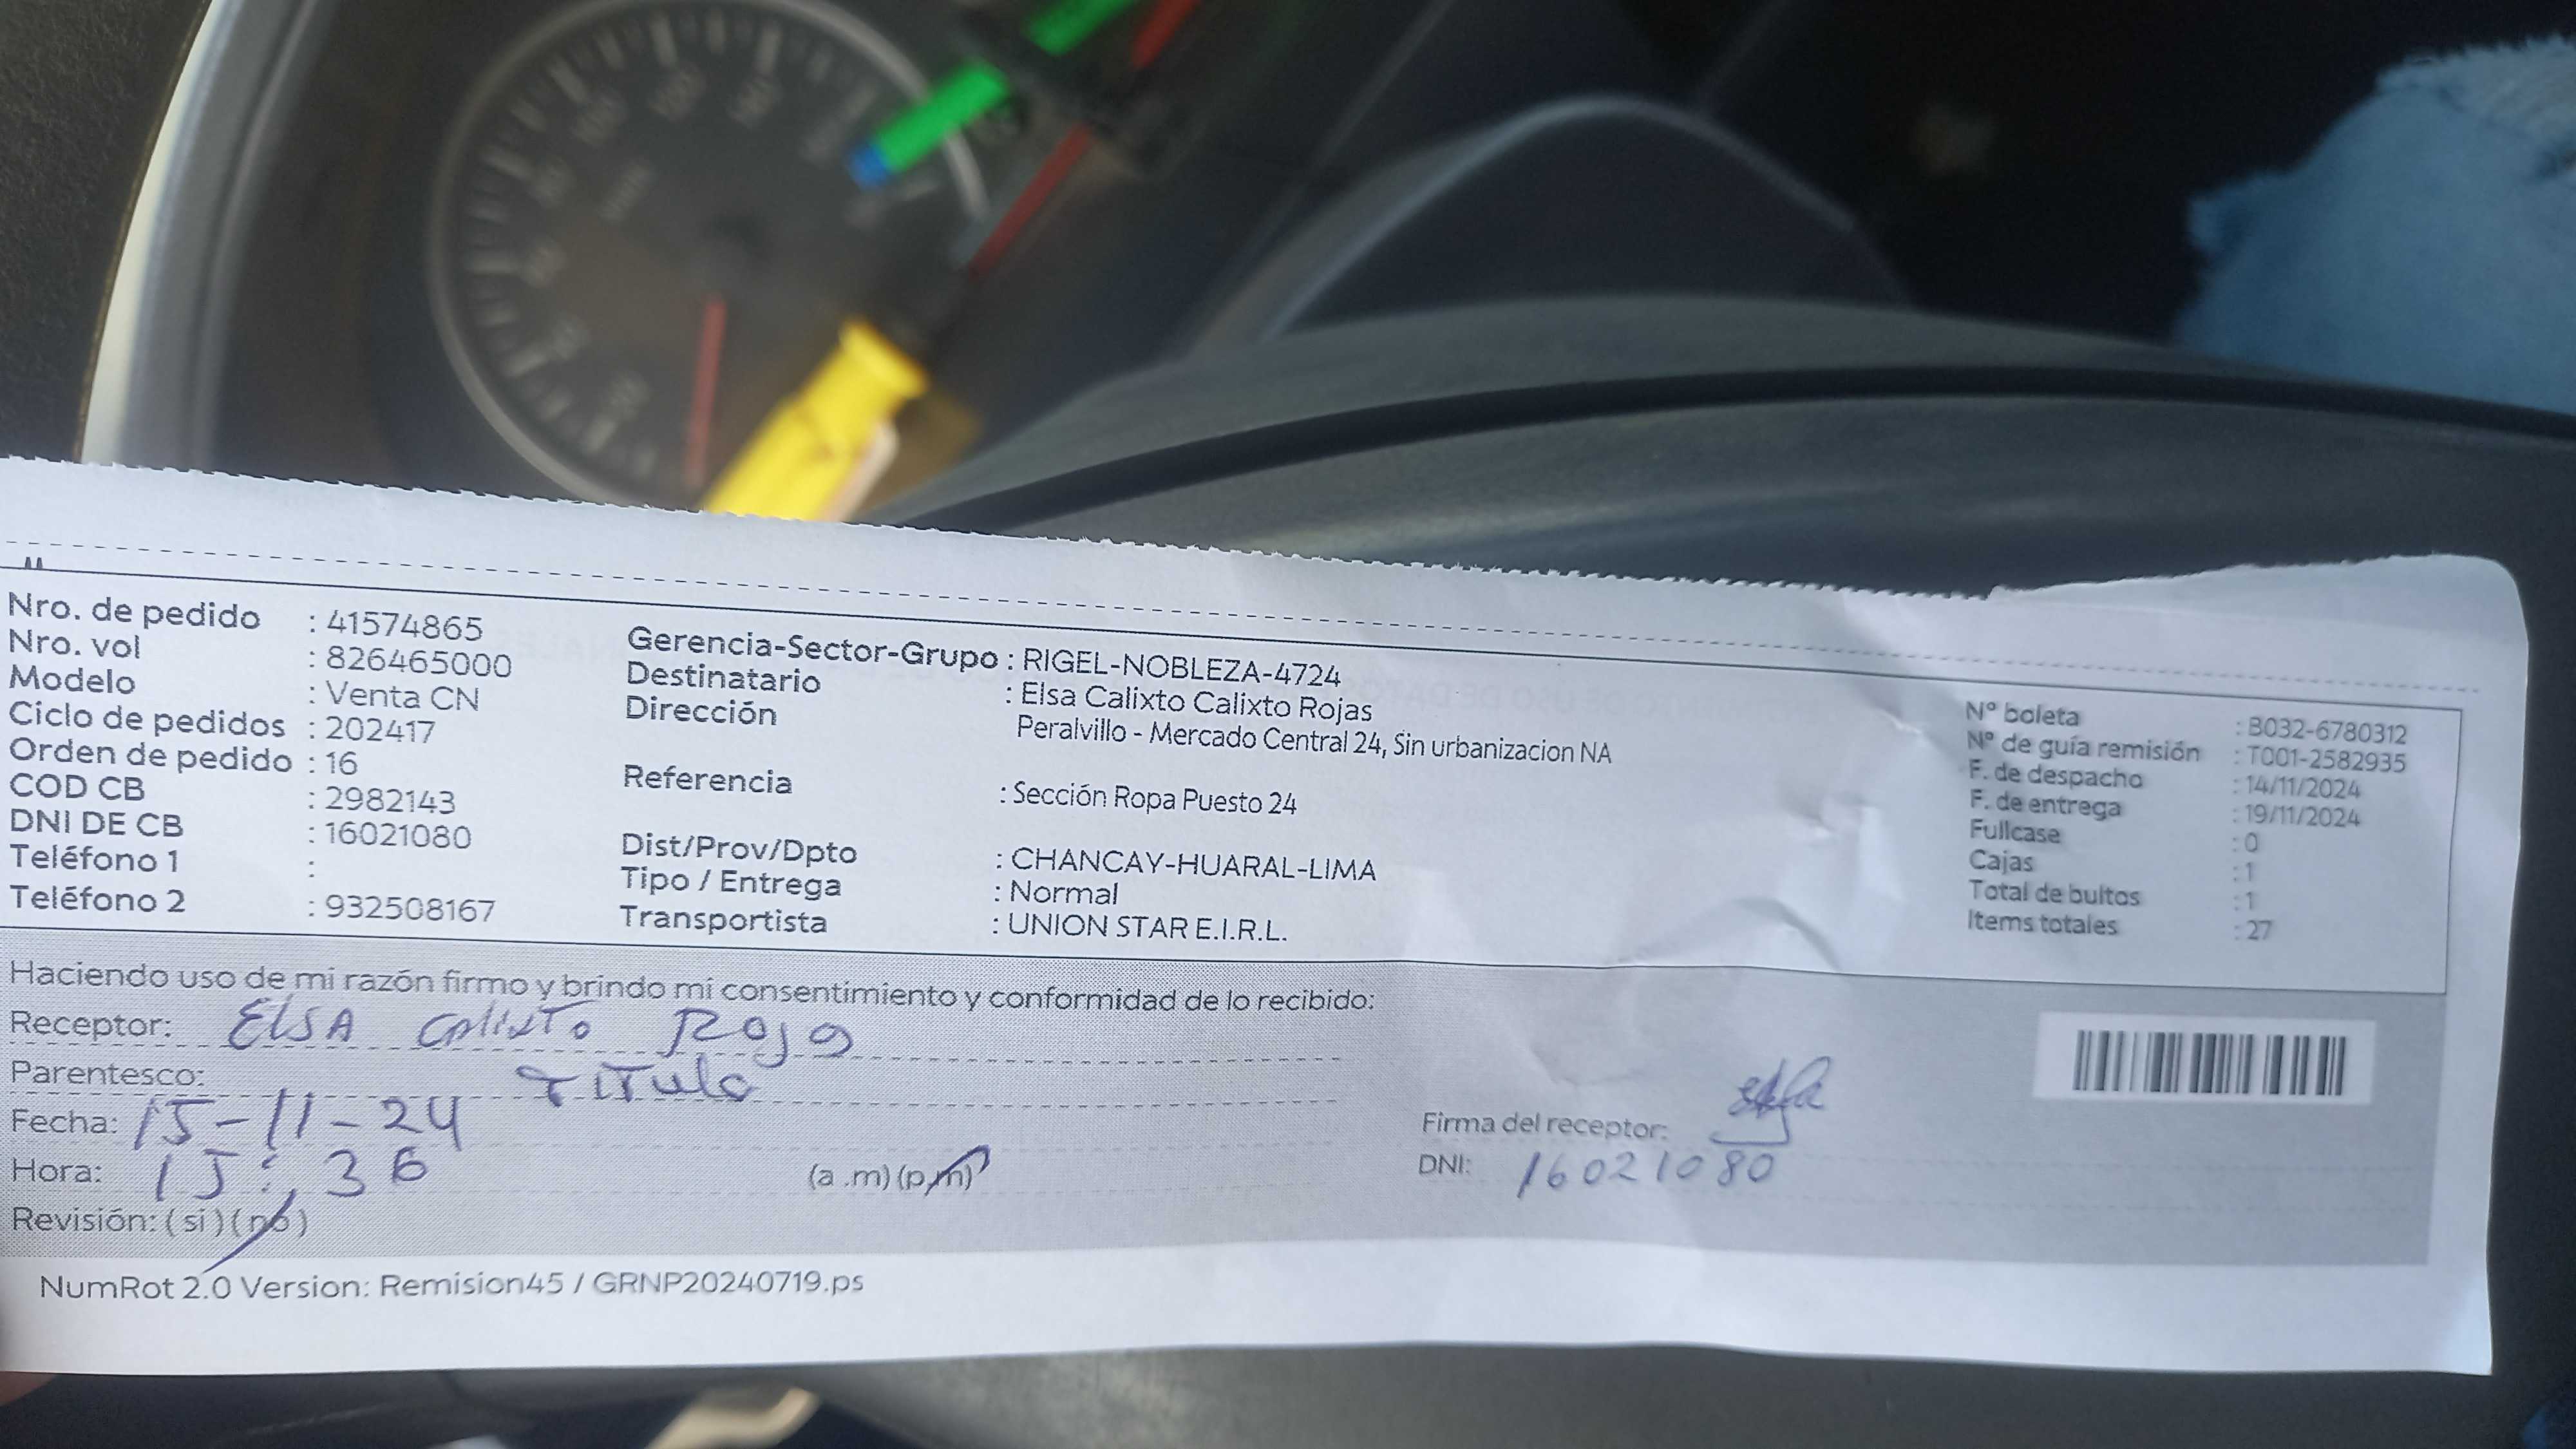 Nro. de pedido : 41574865
Nro. vol : 826465000
Modelo : Venta CN
Ciclo de pedidos : 202417
Orden de pedido : 16
COD CB : 2982143
DNI DE CB : 16021080
Teléfono 1 :
Teléfono 2 : 932508167
Gerencia-Sector-Grupo : RIGEL-NOBLEZA-4724
Destinatario : Elsa Calixto Calixto Rojas
Dirección Peralvillo - Mercado Central 24, Sin urbanizacion NA
Referencia : Sección Ropa Puesto 24
Dist/Prov/Dpto : CHANCAY-HUARAL-LIMA
Tipo / Entrega : Normal
Transportista : UNION STAR E.I.R.L.
N° boleta : B032-6780312
N° de guía remisión : T001-2582935
F. de despacho : 14/11/2024
F. de entrega : 19/11/2024
Fullcase : 0
Cajas : 1
Total de bultos : 1
Items totales : 27
Haciendo uso de mi razón firmo y brindo mi consentimiento y conformidad de lo recibido:
Receptor: ELSA Calixto Rojo
Parentesco: TITULO
Fecha: 15-11-24
Hora: 15:36 (a .m) (p.m)
Revisión: ( si ) ( no )
Firma del receptor:
DNI: 16021080
NumRot 2.0 Version: Remision45 / GRNP20240719.ps